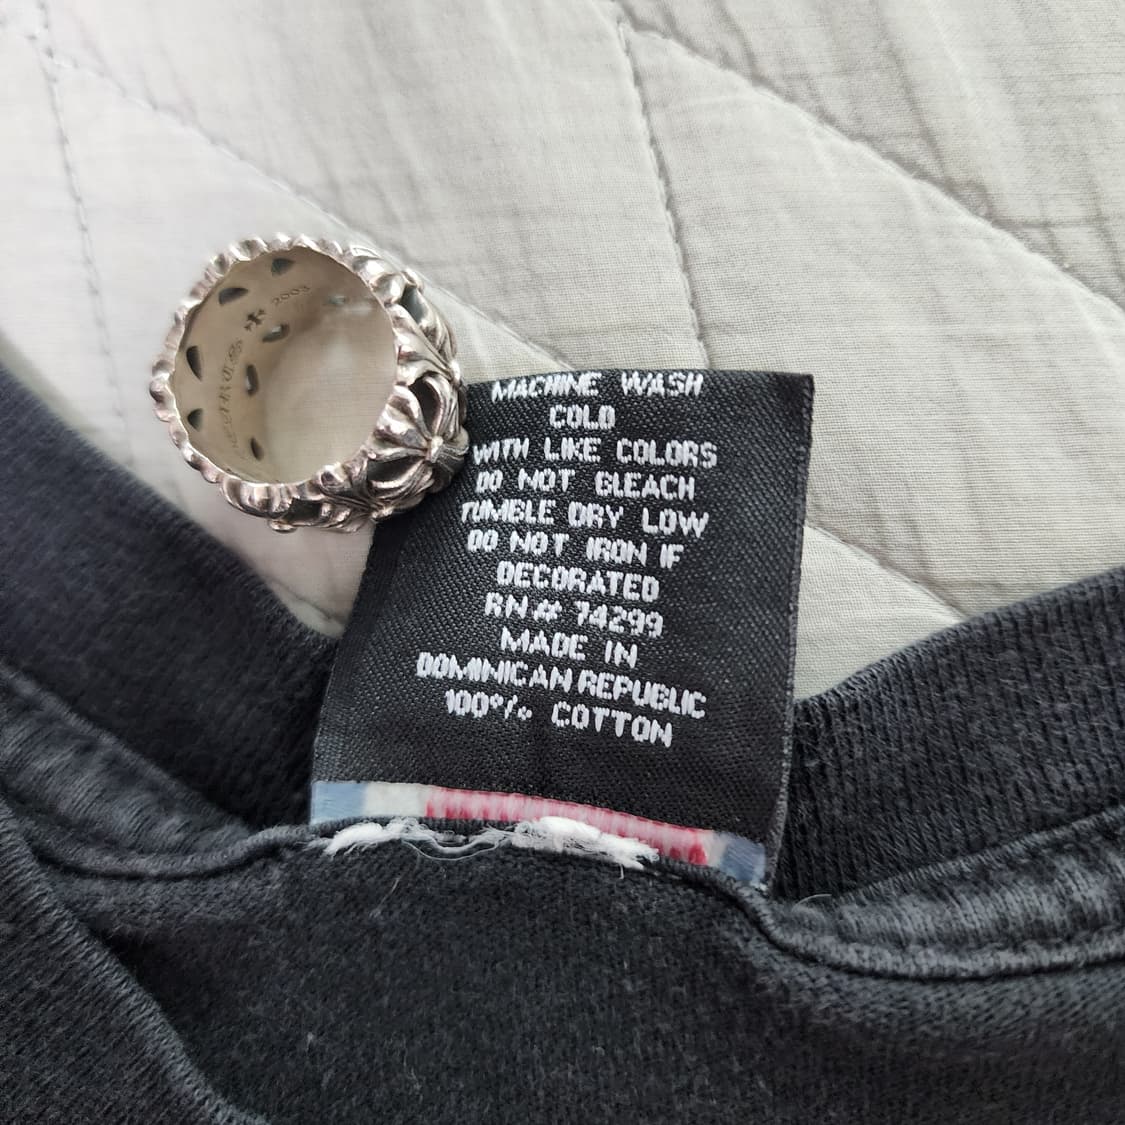 2003
MACHINE WASH
COLD
WITH LIKE COLORS
DO NOT BLEACH
TUMBLE DRY LOW
DO NOT IRON IF
DECORATED
RN# 74299
MADE IN
DOMINICAN REPUBLIC
100% COTTON